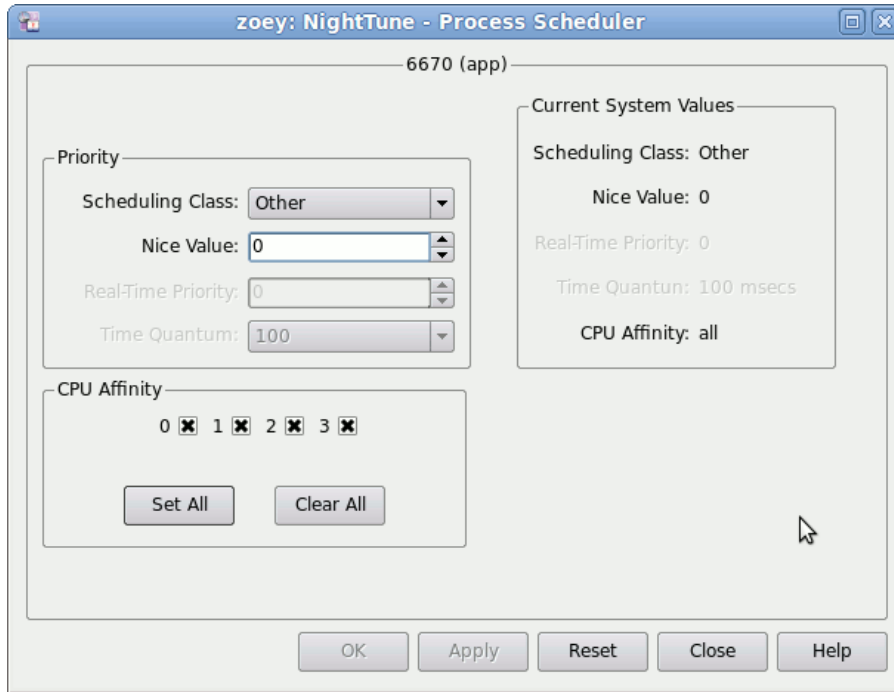 zoey: NightTune - Process Scheduler
6670 (app)
Priority
Scheduling Class: Other
Nice Value: 0
Real-Time Priority: 0
Time Quantum: 100
Current System Values
Scheduling Class: Other
Nice Value: 0
Real-Time Priority: 0
Time Quantun: 100 msecs
CPU Affinity: all
CPU Affinity
0 1 2 3
Set All Clear All
OK Apply Reset Close Help